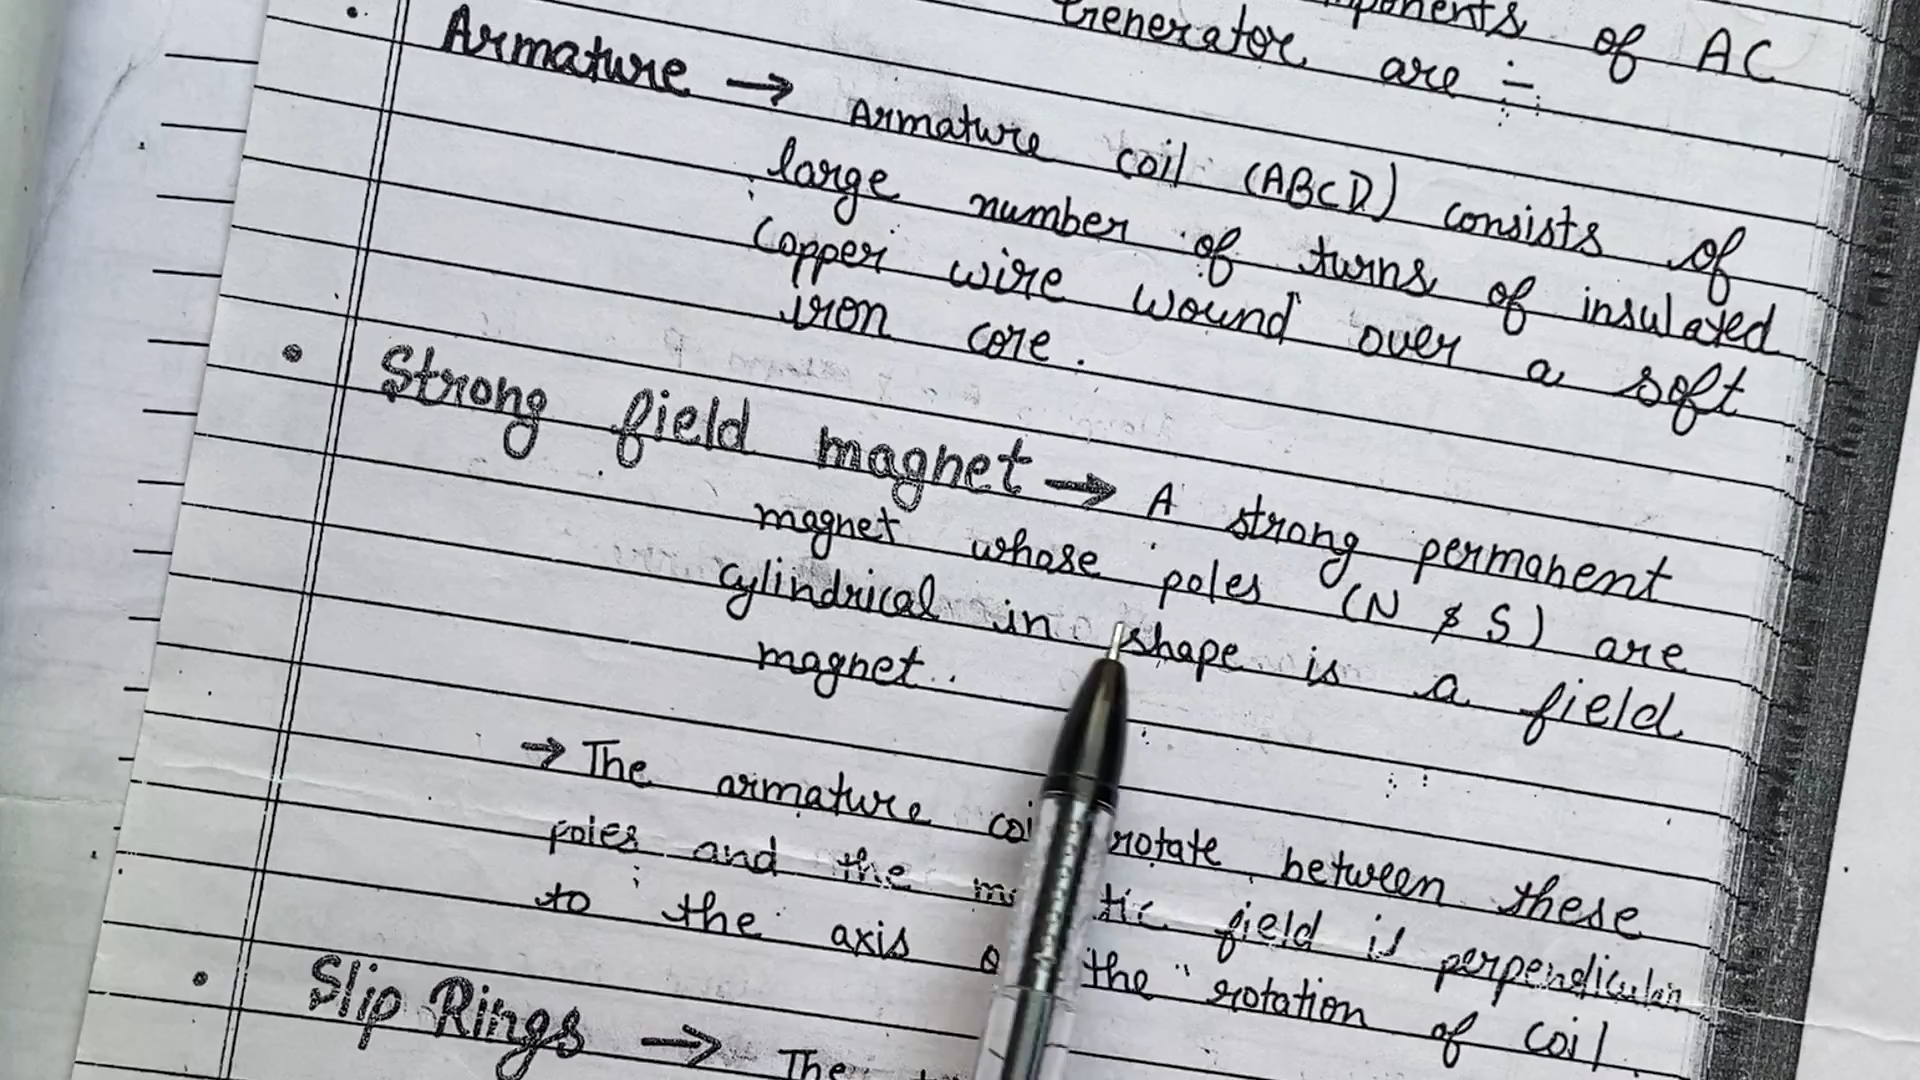 of AC
Generator are :-
Armature → Armature coil (ABCD) consists of
large number of turns of insulated
Copper wire wound over a soft
iron core.
• Strong field magnet → A strong permanent
magnet whose poles (N & S) are
cylindrical in shape is a field
magnet.
→ The armature rotate between these
poles and the field is perpendicular
to the axis the rotation of coil
• Slip Rings → The